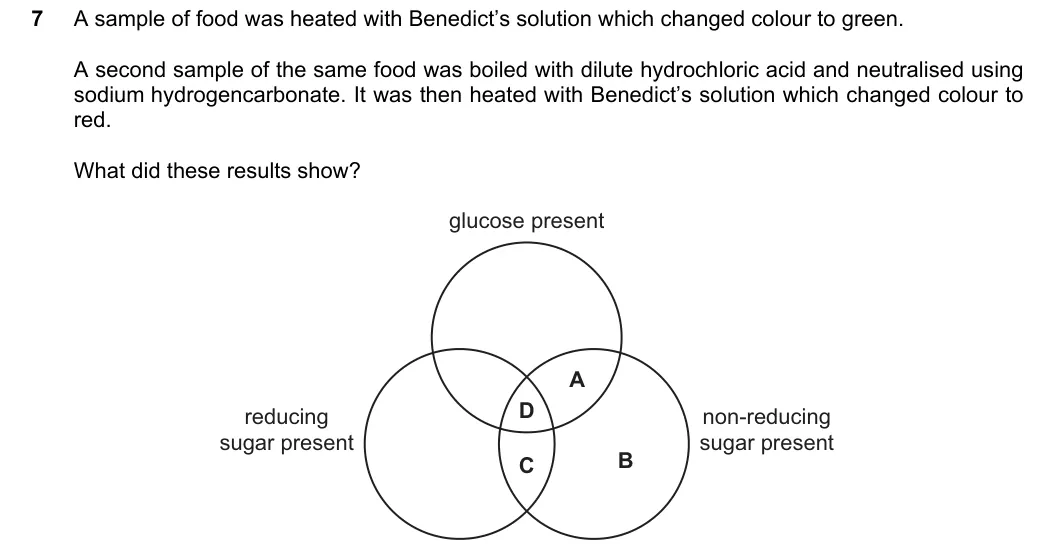 7 A sample of food was heated with Benedict’s solution which changed colour to green.
A second sample of the same food was boiled with dilute hydrochloric acid and neutralised using
sodium hydrogencarbonate. It was then heated with Benedict’s solution which changed colour to
red.
What did these results show?
glucose present
A
D
reducing
sugar present
non-reducing
sugar present
C
B